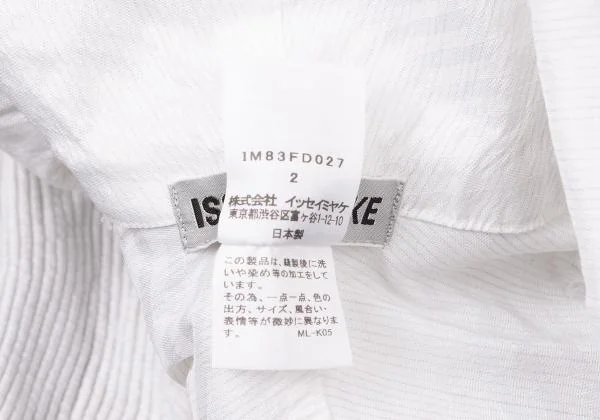 IM83FD027
2
IS KE
株式会社 イッセイミヤケ
東京都渋谷区富ヶ谷1-12-10
日本製
この製品は、縫製後に洗
いや染め等の加工をして
います。
その為、一点一点、色の
出方、サイズ、風合い・
表情等が微妙に異なりま
す。 ML-K05